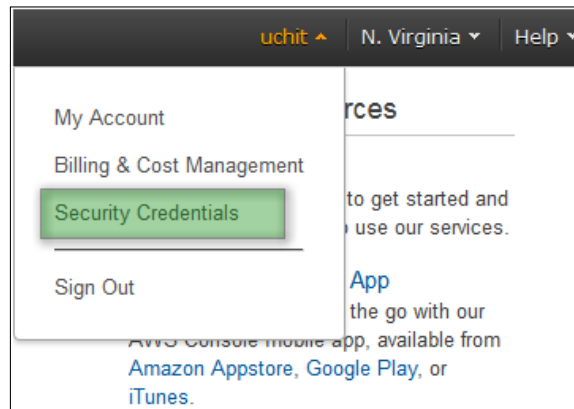 uchit N. Virginia Help
My Account
Billing & Cost Management
Security Credentials
Sign Out
rces
to get started and
use our services.
App
the go with our
AWS Console mobile app, available from
Amazon Appstore, Google Play, or
iTunes.